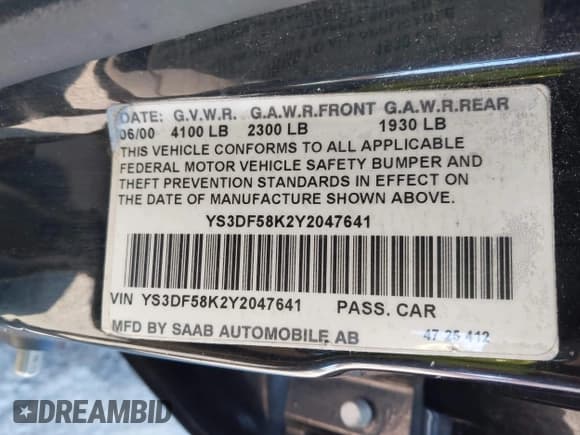 DATE: G.V.W.R. G.A.W.R.FRONT G.A.W.R.REAR
06/00 4100 LB 2300 LB 1930 LB
THIS VEHICLE CONFORMS TO ALL APPLICABLE
FEDERAL MOTOR VEHICLE SAFETY BUMPER AND
THEFT PREVENTION STANDARDS IN EFFECT ON
THE DATE OF MANUFACTURE SHOWN ABOVE.
YS3DF58K2Y2047641
VIN YS3DF58K2Y2047641 PASS. CAR
MFD BY SAAB AUTOMOBILE AB 47 25 412
DREAMBID